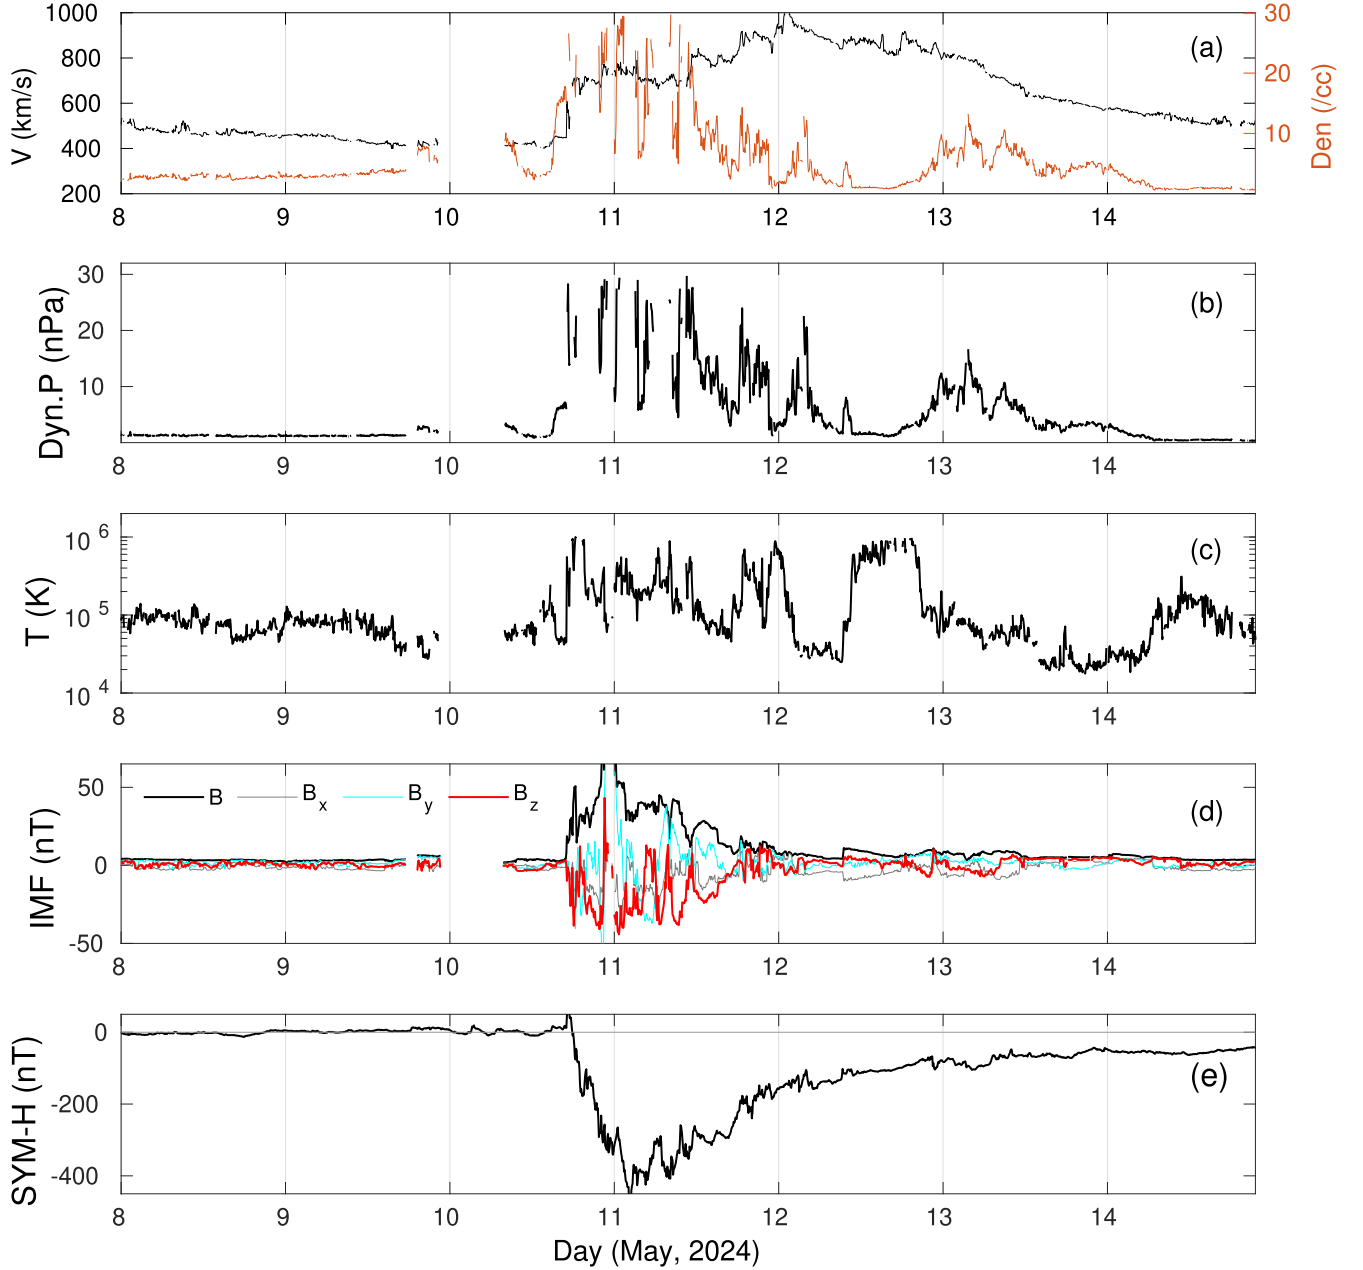 1000
800
600
400
200
V (km/s)
(a)
30
20
10
Den (/cc)
8 9 10 11 12 13 14
30
20
10
Dyn.P (nPa)
(b)
8 9 10 11 12 13 14
10^6
10^5
10^4
T (K)
(c)
8 9 10 11 12 13 14
50
0
-50
IMF (nT)
B B_x B_y B_z
(d)
8 9 10 11 12 13 14
0
-200
-400
SYM-H (nT)
(e)
8 9 10 11 12 13 14
Day (May, 2024)